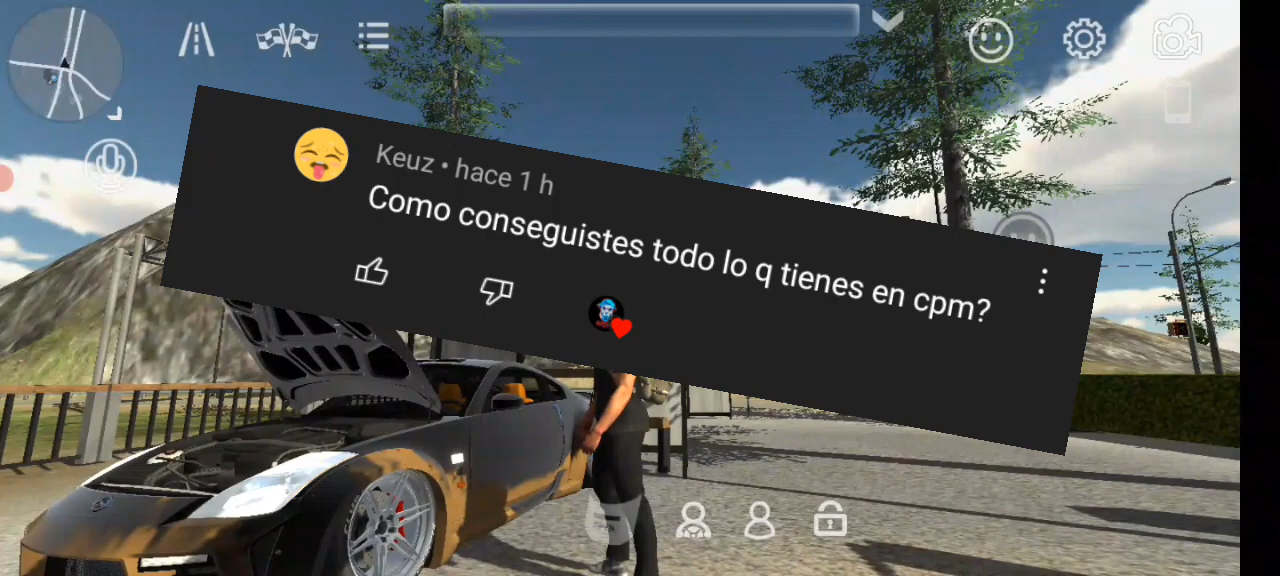 Keuz • hace 1 h
Como conseguistes todo lo q tienes en cpm?